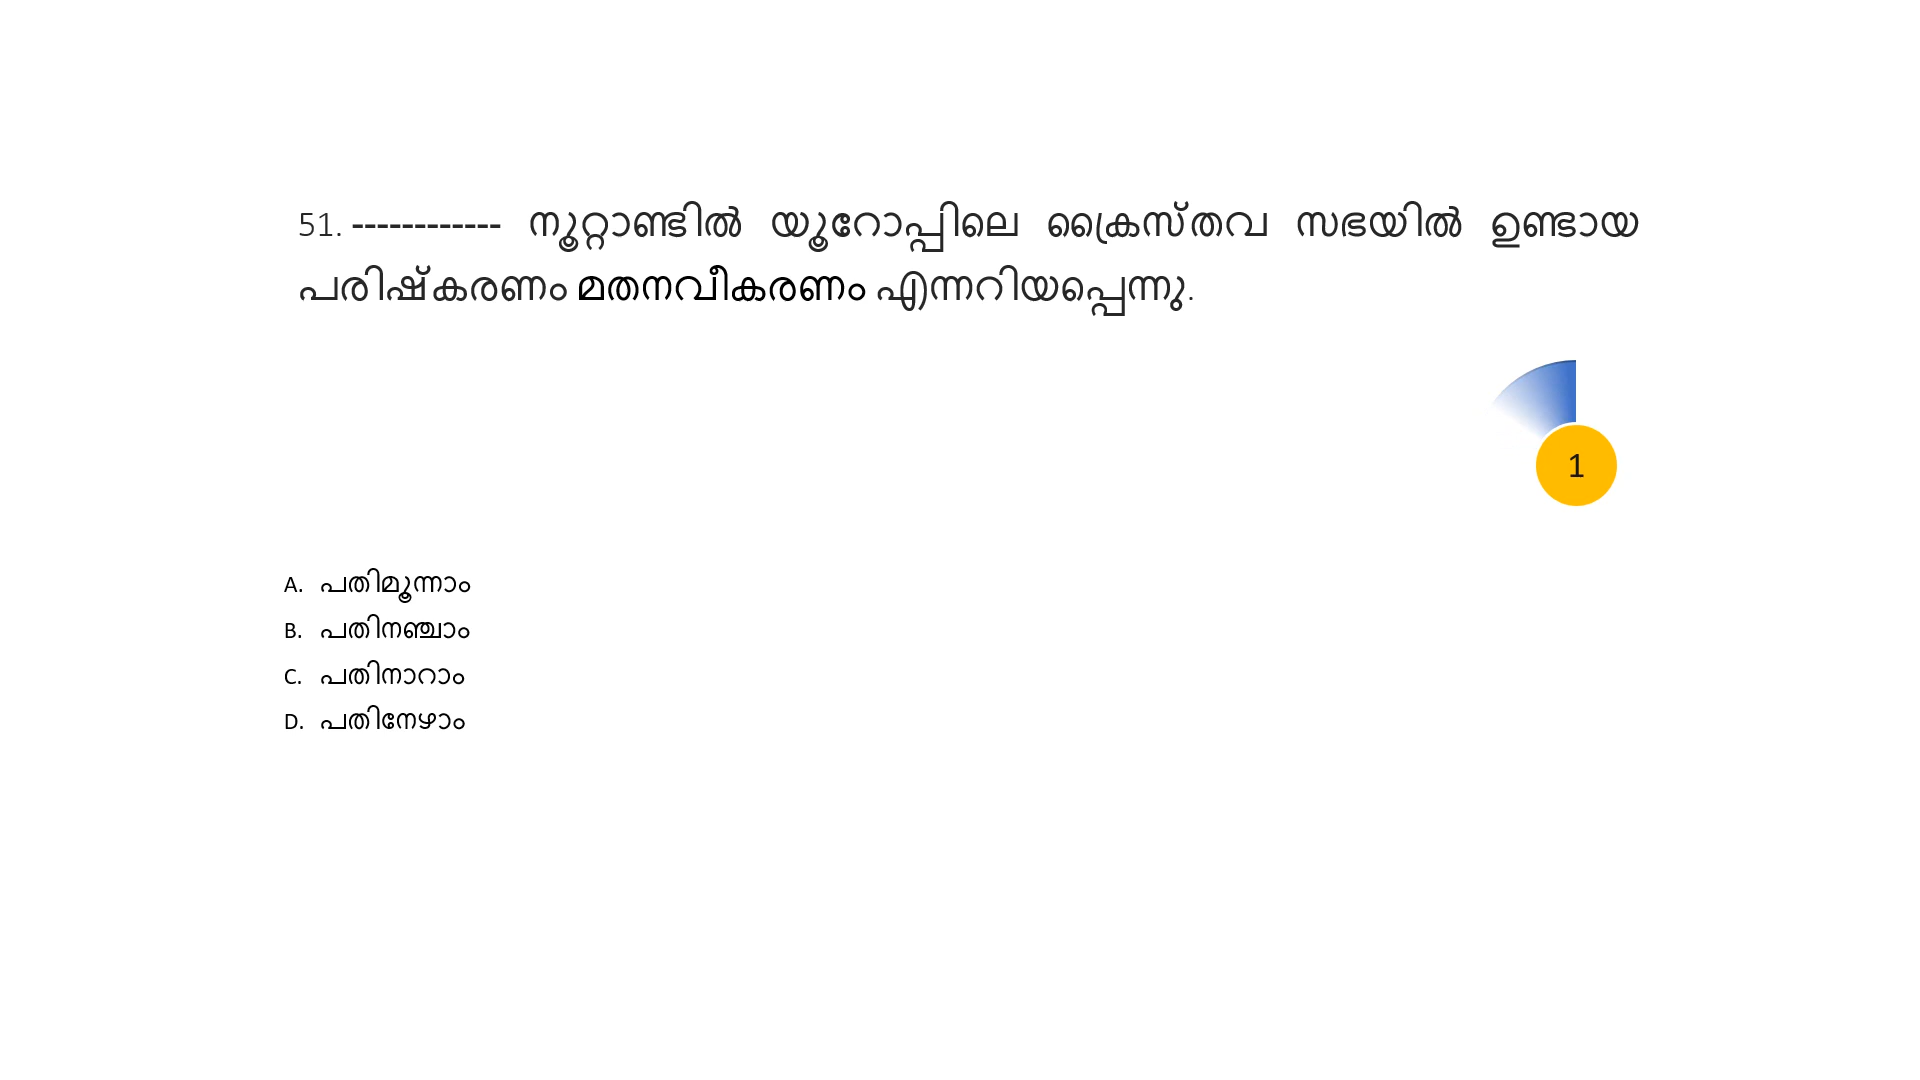 51. ------------ നൂറ്റാണ്ടിൽ യൂറോപ്പിലെ ക്രൈസ്തവ സഭയിൽ ഉണ്ടായ
പരിഷ്കരണം മതനവീകരണം എന്നറിയപ്പെന്നു.
1
A. പതിമൂന്നാം
B. പതിനഞ്ചാം
C. പതിനാറാം
D. പതിനേഴാം